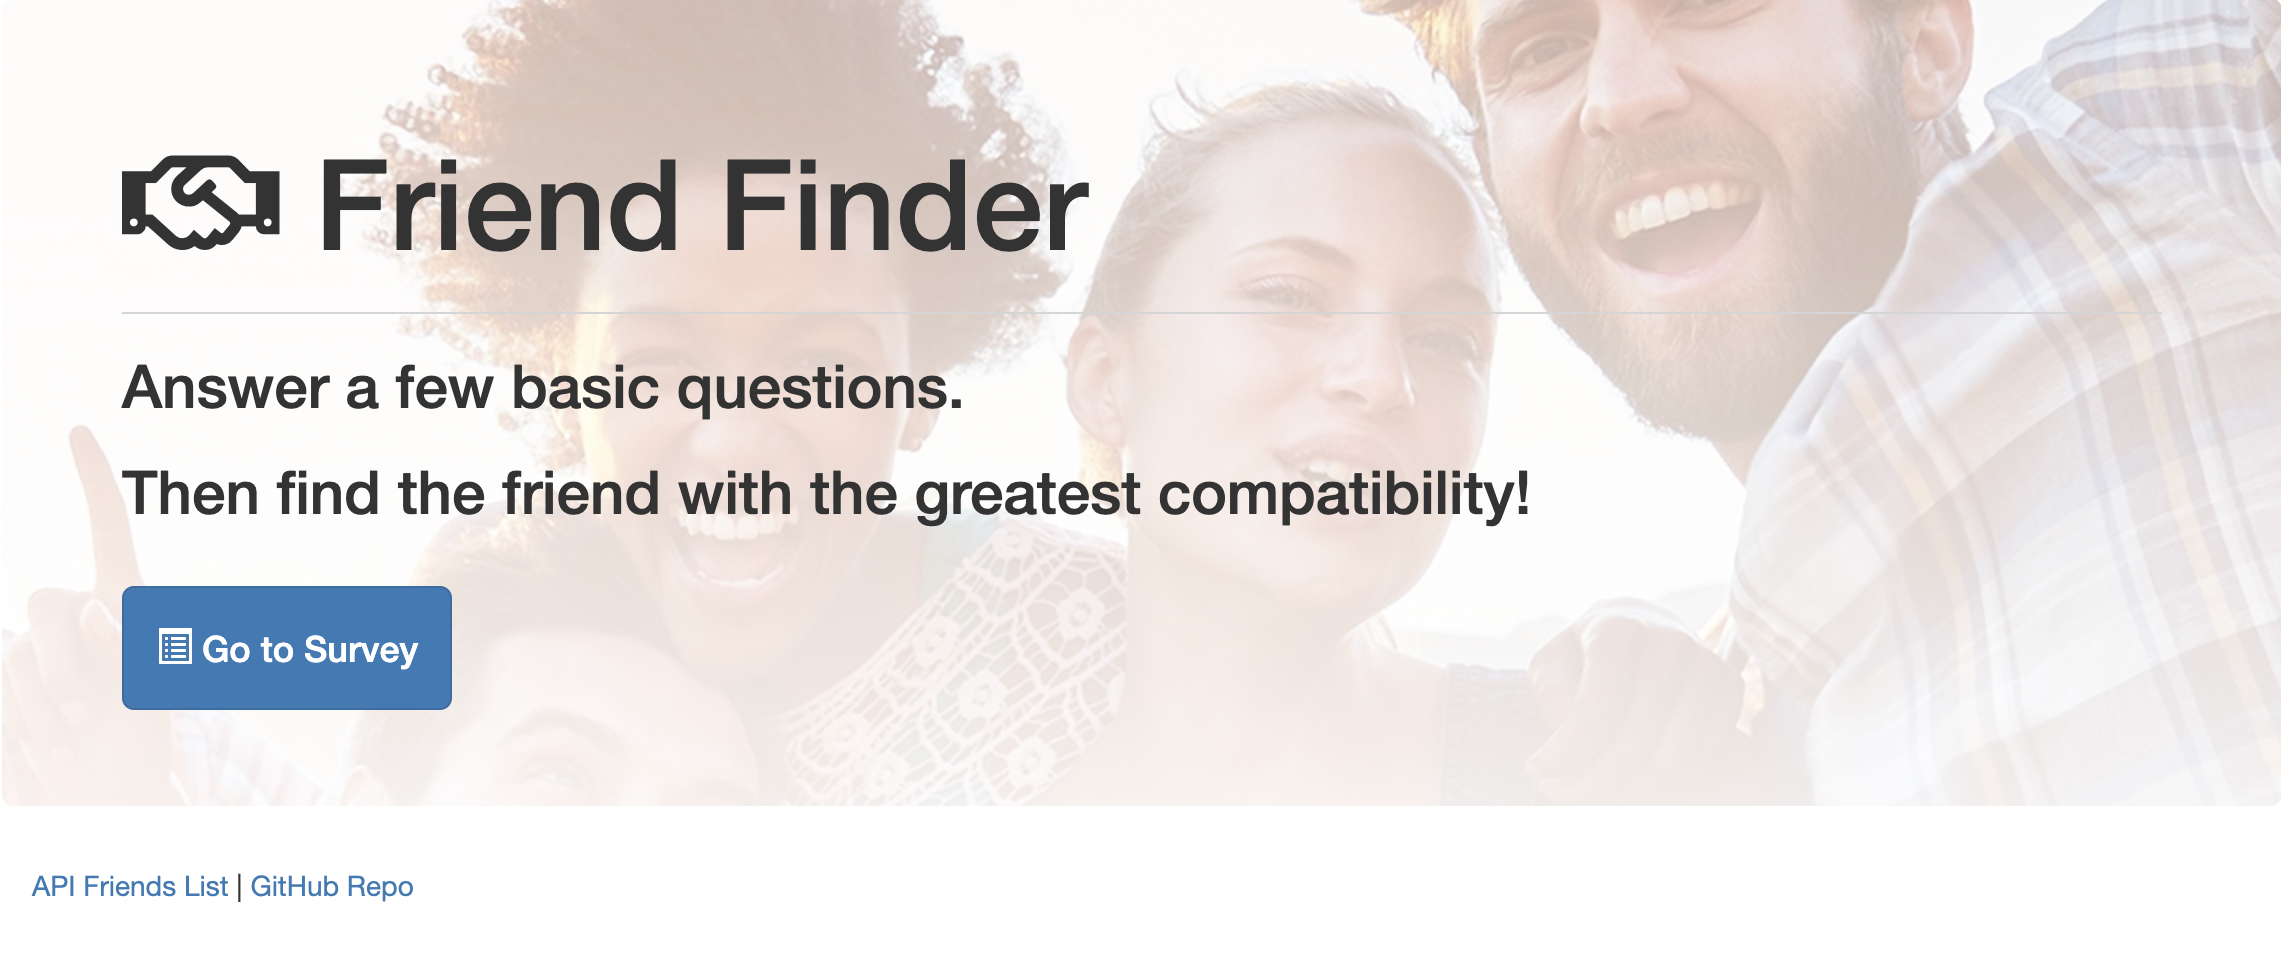 Friend Finder
Answer a few basic questions.
Then find the friend with the greatest compatibility!
Go to Survey
API Friends List | GitHub Repo